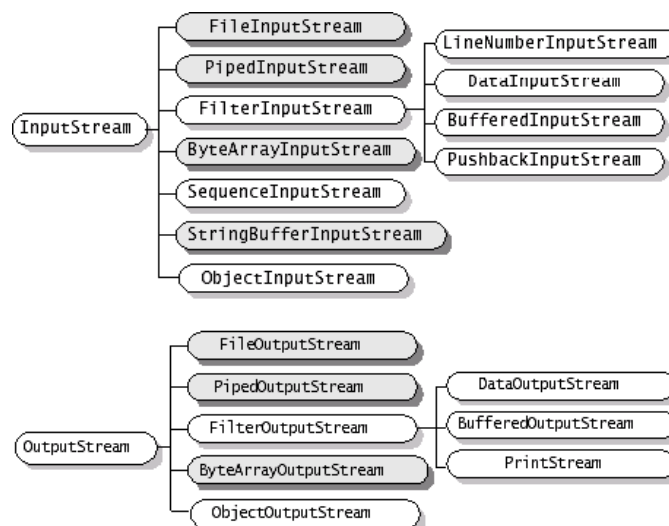 FileInputStream
LineNumberInputStream
PipedInputStream
DataInputStream
InputStream
FilterInputStream
BufferedInputStream
ByteArrayInputStream
PushbackInputStream
SequenceInputStream
StringBufferInputStream
ObjectInputStream
FileOutputStream
PipedOutputStream
DataOutputStream
OutputStream
FilterOutputStream
BufferedOutputStream
ByteArrayOutputStream
PrintStream
ObjectOutputStream